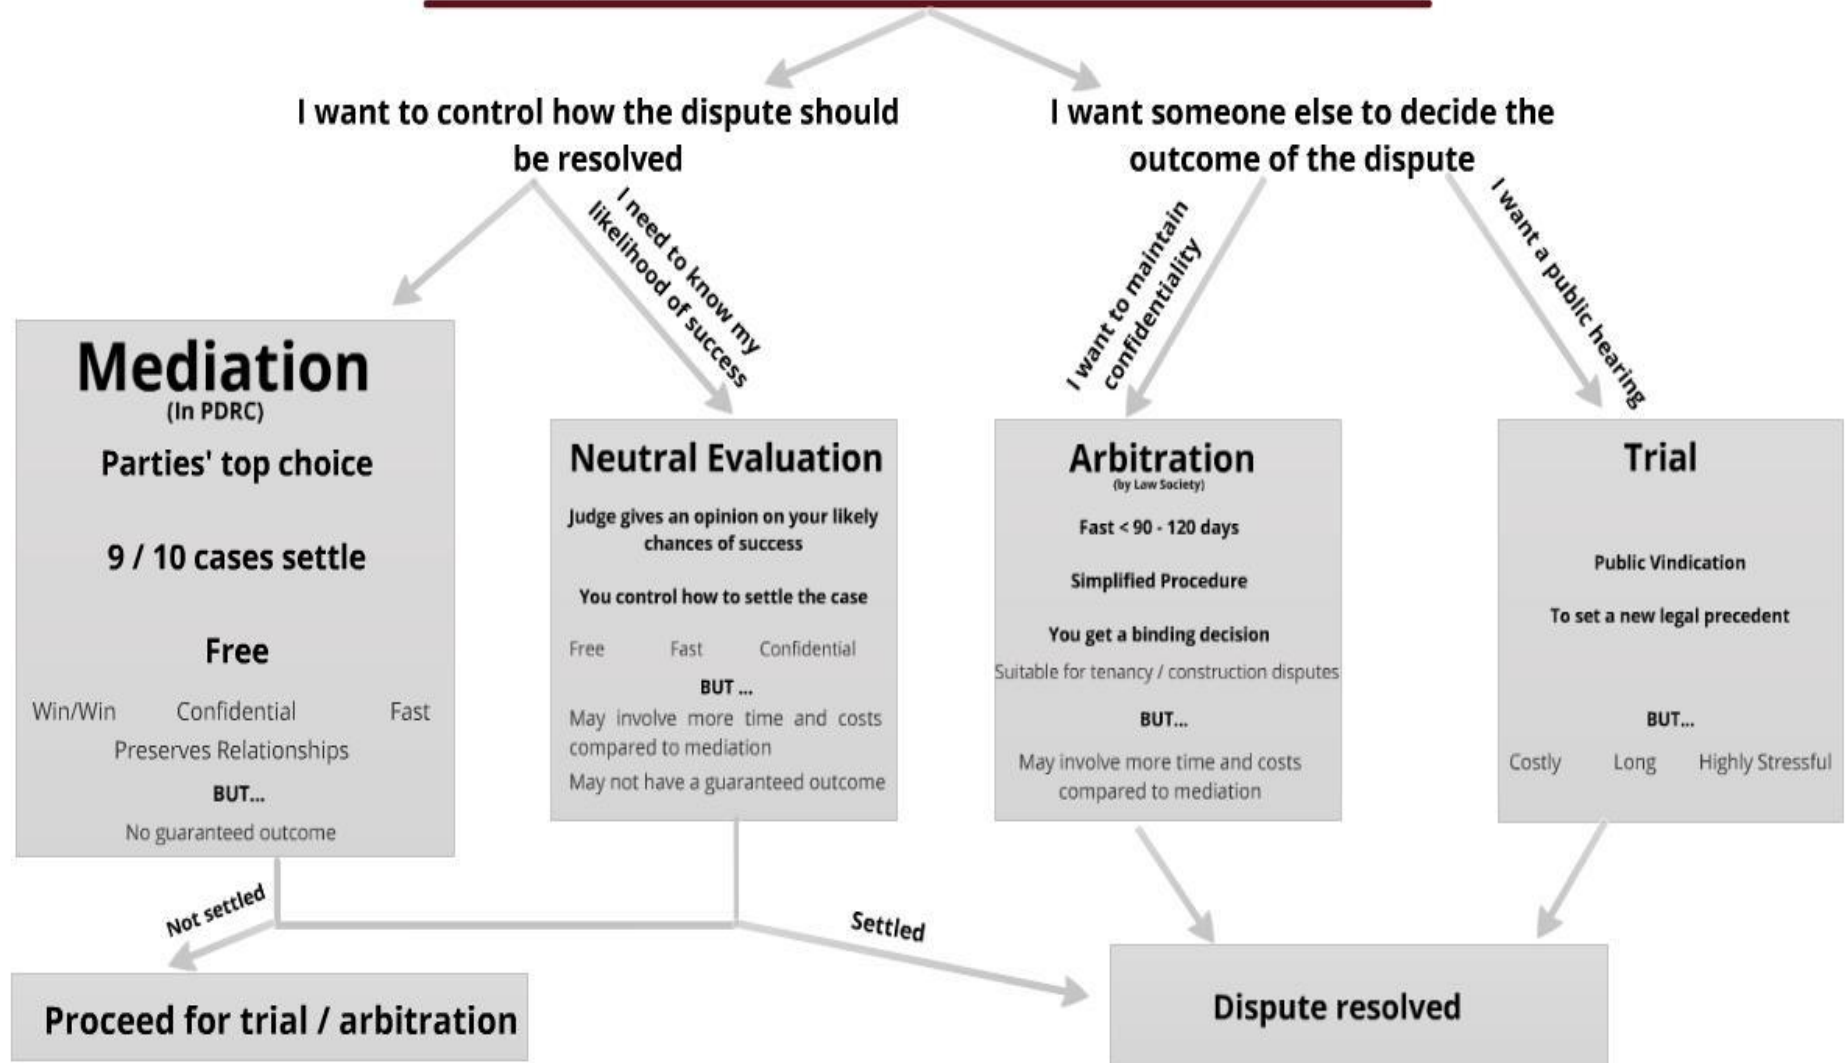 I want to control how the dispute should
be resolved
I want someone else to decide the
outcome of the dispute
I need to know my
likelihood of success
I want to maintain
confidentiality
I want a public hearing
Mediation
(In PDRC)
Parties' top choice
9 / 10 cases settle
Free
Win/Win Confidential Fast
Preserves Relationships
BUT...
No guaranteed outcome
Neutral Evaluation
Judge gives an opinion on your likely
chances of success
You control how to settle the case
Free Fast Confidential
BUT ...
May involve more time and costs
compared to mediation
May not have a guaranteed outcome
Arbitration
(by Law Society)
Fast < 90 - 120 days
Simplified Procedure
You get a binding decision
Suitable for tenancy / construction disputes
BUT...
May involve more time and costs
compared to mediation
Trial
Public Vindication
To set a new legal precedent
BUT...
Costly Long Highly Stressful
Not settled
Settled
Proceed for trial / arbitration
Dispute resolved